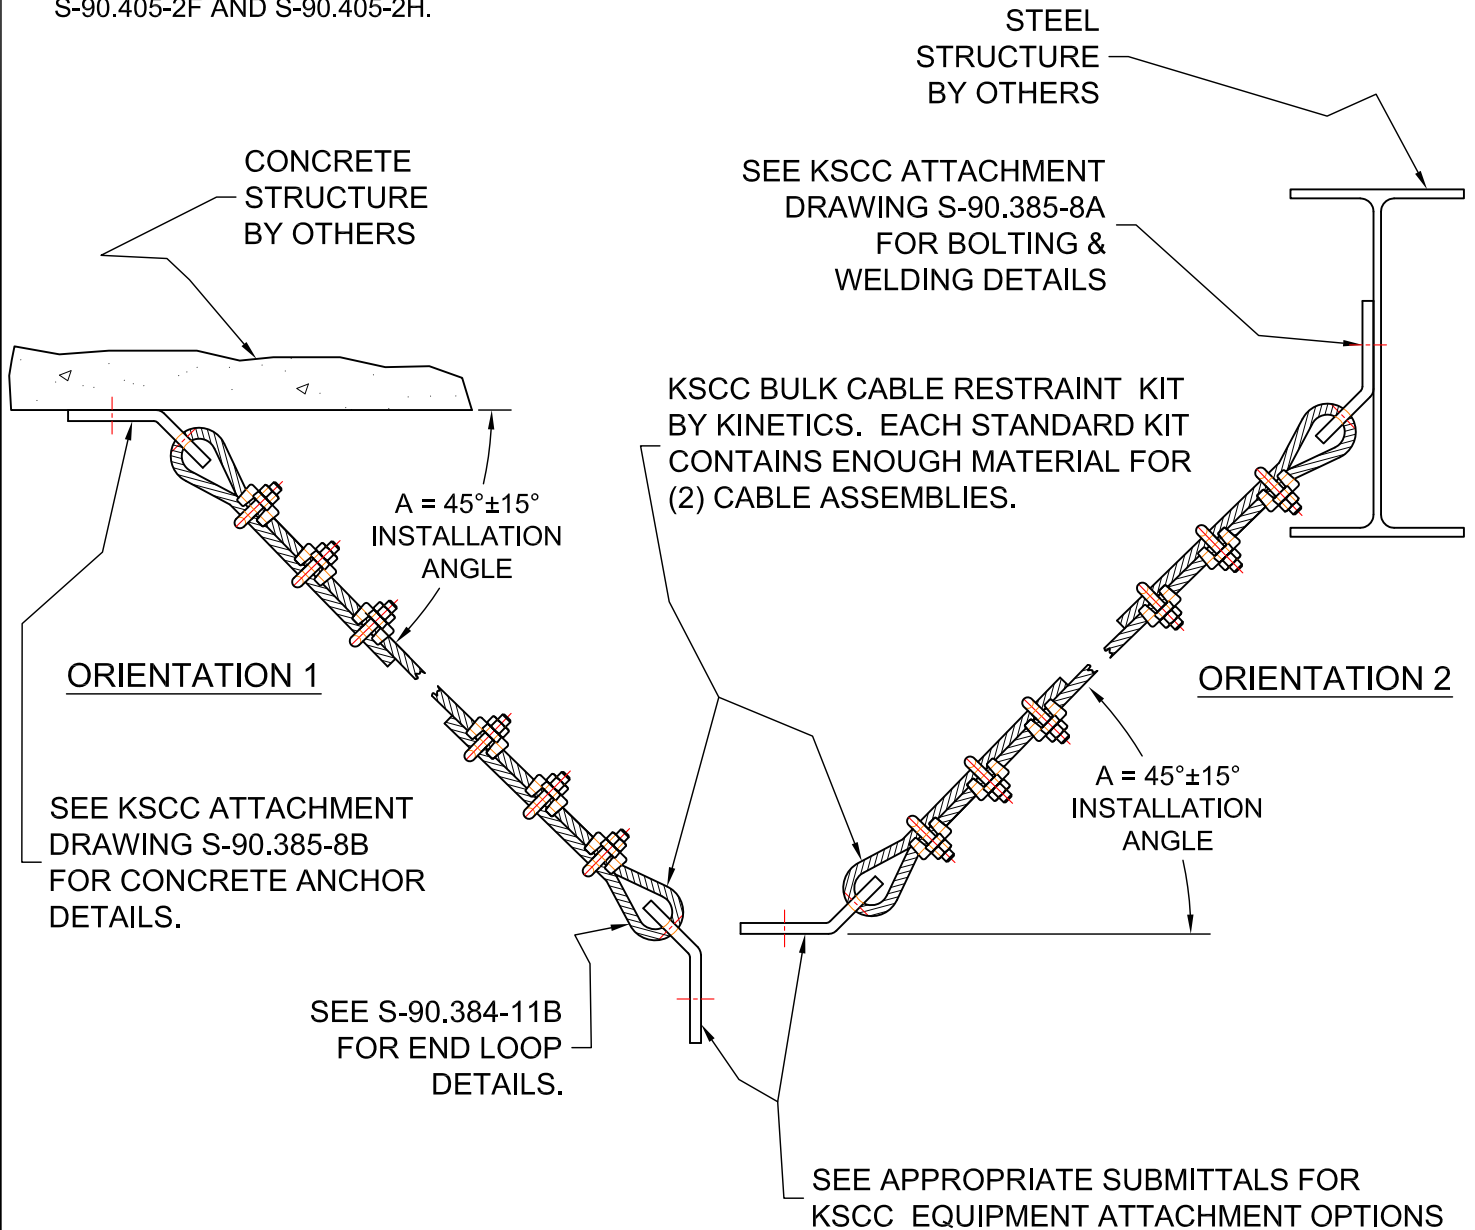 S-90.405-2F AND S-90.405-2H.
STEEL
STRUCTURE
BY OTHERS
CONCRETE
STRUCTURE
BY OTHERS
SEE KSCC ATTACHMENT
DRAWING S-90.385-8A
FOR BOLTING &
WELDING DETAILS
KSCC BULK CABLE RESTRAINT KIT
BY KINETICS. EACH STANDARD KIT
CONTAINS ENOUGH MATERIAL FOR
(2) CABLE ASSEMBLIES.
A = 45°±15°
INSTALLATION
ANGLE
ORIENTATION 1
ORIENTATION 2
A = 45°±15°
INSTALLATION
ANGLE
SEE KSCC ATTACHMENT
DRAWING S-90.385-8B
FOR CONCRETE ANCHOR
DETAILS.
SEE S-90.384-11B
FOR END LOOP
DETAILS.
SEE APPROPRIATE SUBMITTALS FOR
KSCC EQUIPMENT ATTACHMENT OPTIONS